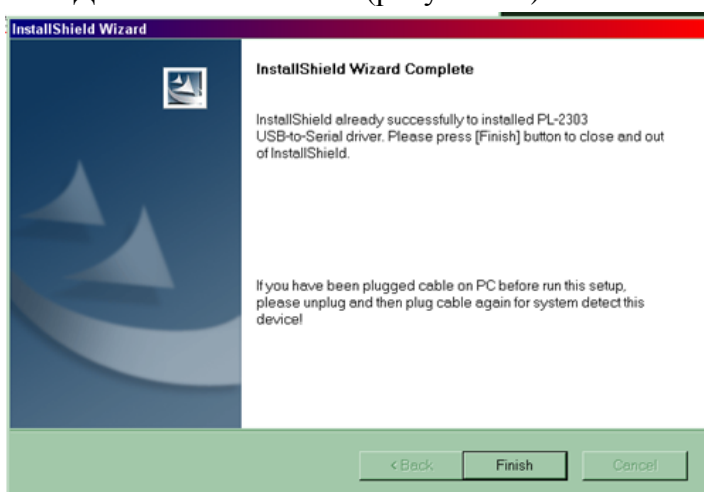 InstallShield Wizard
InstallShield Wizard Complete
InstallShield already successfully to installed PL-2303
USB-to-Serial driver. Please press [Finish] button to close and out
of InstallShield.
If you have been plugged cable on PC before run this setup,
please unplug and then plug cable again for system detect this
device!
< Back Finish Cancel